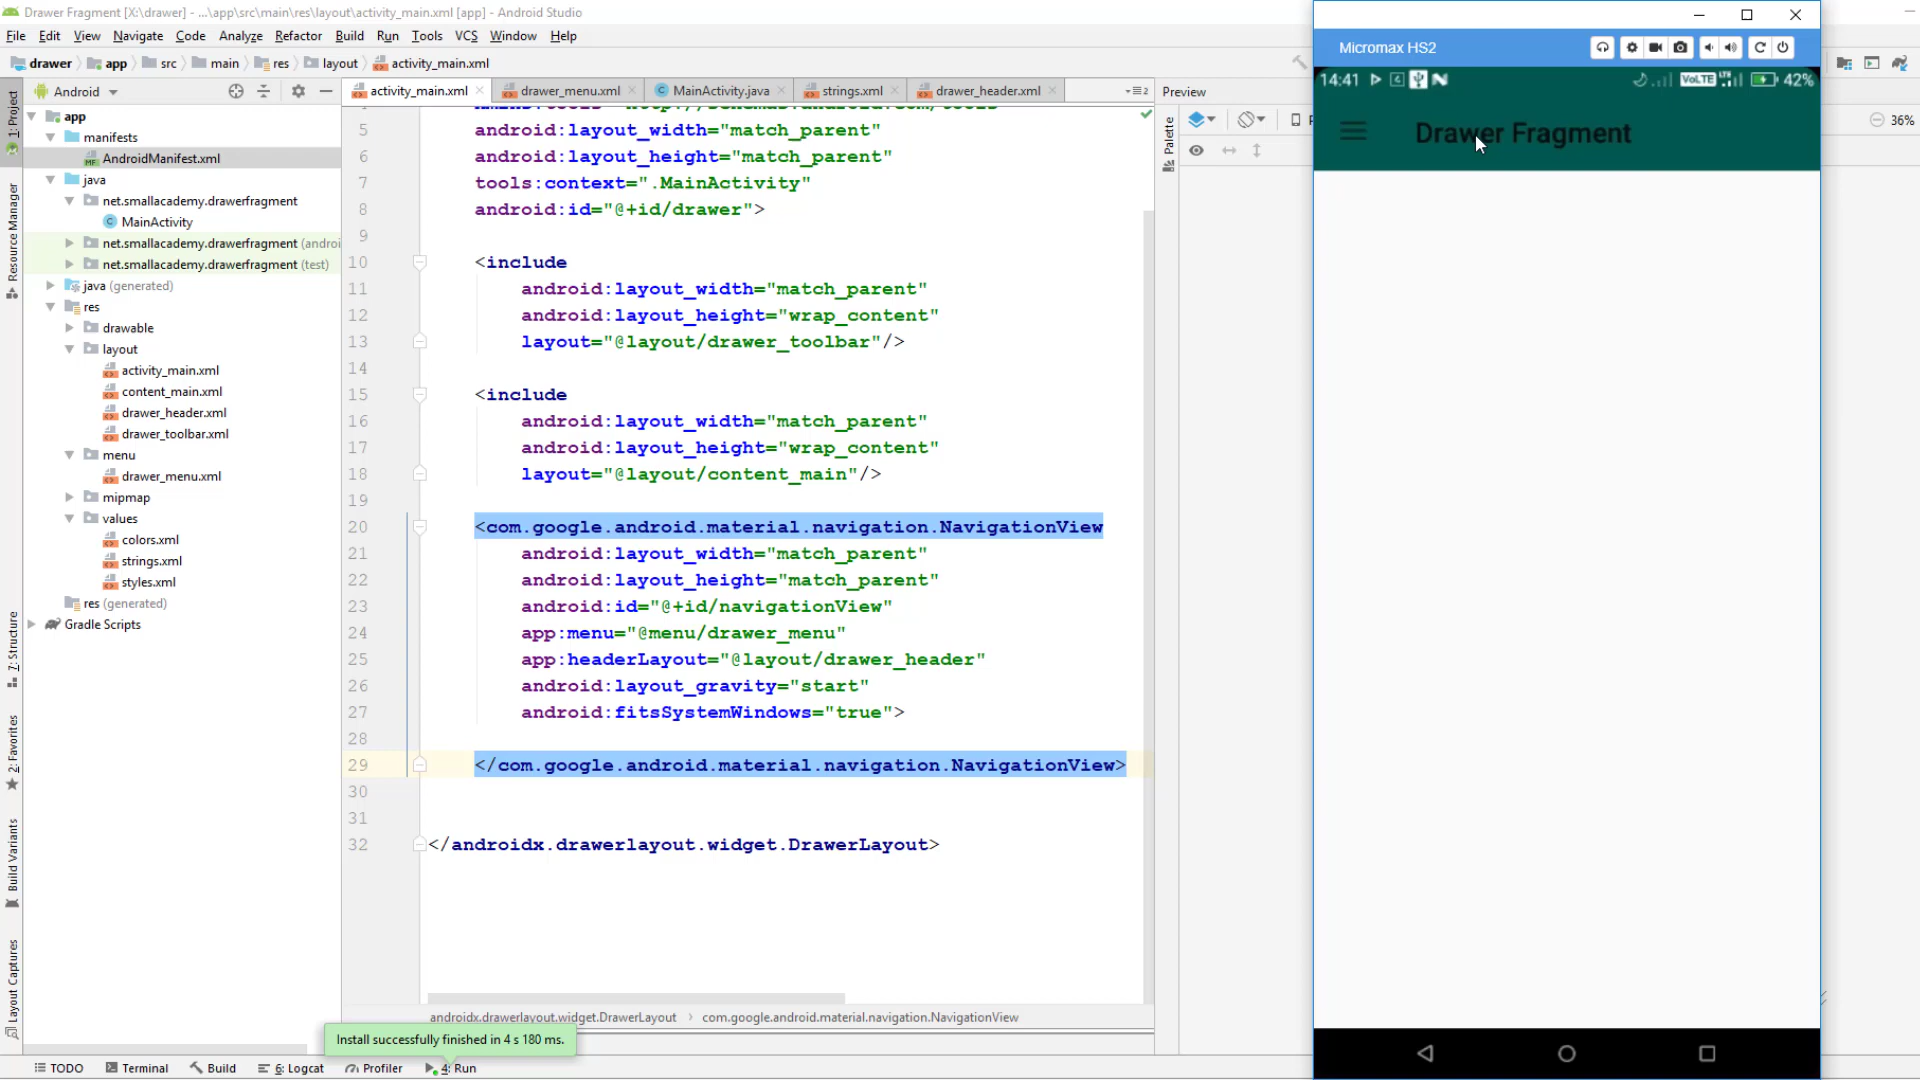 Drawer Fragment [X:\drawer] - ...\app\src\main\res\layout\activity_main.xml [app] - Android Studio
File Edit View Navigate Code Analyze Refactor Build Run Tools VCS Window Help
drawer app src main res layout activity_main.xml
Android
app
manifests
AndroidManifest.xml
java
net.smallacademy.drawerfragment
MainActivity
net.smallacademy.drawerfragment (androi
net.smallacademy.drawerfragment (test)
java (generated)
res
drawable
layout
activity_main.xml
content_main.xml
drawer_header.xml
drawer_toolbar.xml
menu
drawer_menu.xml
mipmap
values
colors.xml
strings.xml
styles.xml
res (generated)
Gradle Scripts
1: Project
Resource Manager
7: Structure
2: Favorites
Build Variants
Layout Captures
activity_main.xml drawer_menu.xml MainActivity.java strings.xml drawer_header.xml
5 android:layout_width="match_parent"
6 android:layout_height="match_parent"
7 tools:context=".MainActivity"
8 android:id="@+id/drawer">
9
10 <include
11 android:layout_width="match_parent"
12 android:layout_height="wrap_content"
13 layout="@layout/drawer_toolbar"/>
14
15 <include
16 android:layout_width="match_parent"
17 android:layout_height="wrap_content"
18 layout="@layout/content_main"/>
19
20 <com.google.android.material.navigation.NavigationView
21 android:layout_width="match_parent"
22 android:layout_height="match_parent"
23 android:id="@+id/navigationView"
24 app:menu="@menu/drawer_menu"
25 app:headerLayout="@layout/drawer_header"
26 android:layout_gravity="start"
27 android:fitsSystemWindows="true">
28
29 </com.google.android.material.navigation.NavigationView>
30
31
32 </androidx.drawerlayout.widget.DrawerLayout>
androidx.drawerlayout.widget.DrawerLayout › com.google.android.material.navigation.NavigationView
Install successfully finished in 4 s 180 ms.
TODO Terminal Build 6: Logcat Profiler 4: Run
Preview
Palette
36%
Micromax HS2
14:41 VoLTE 42%
Drawer Fragment